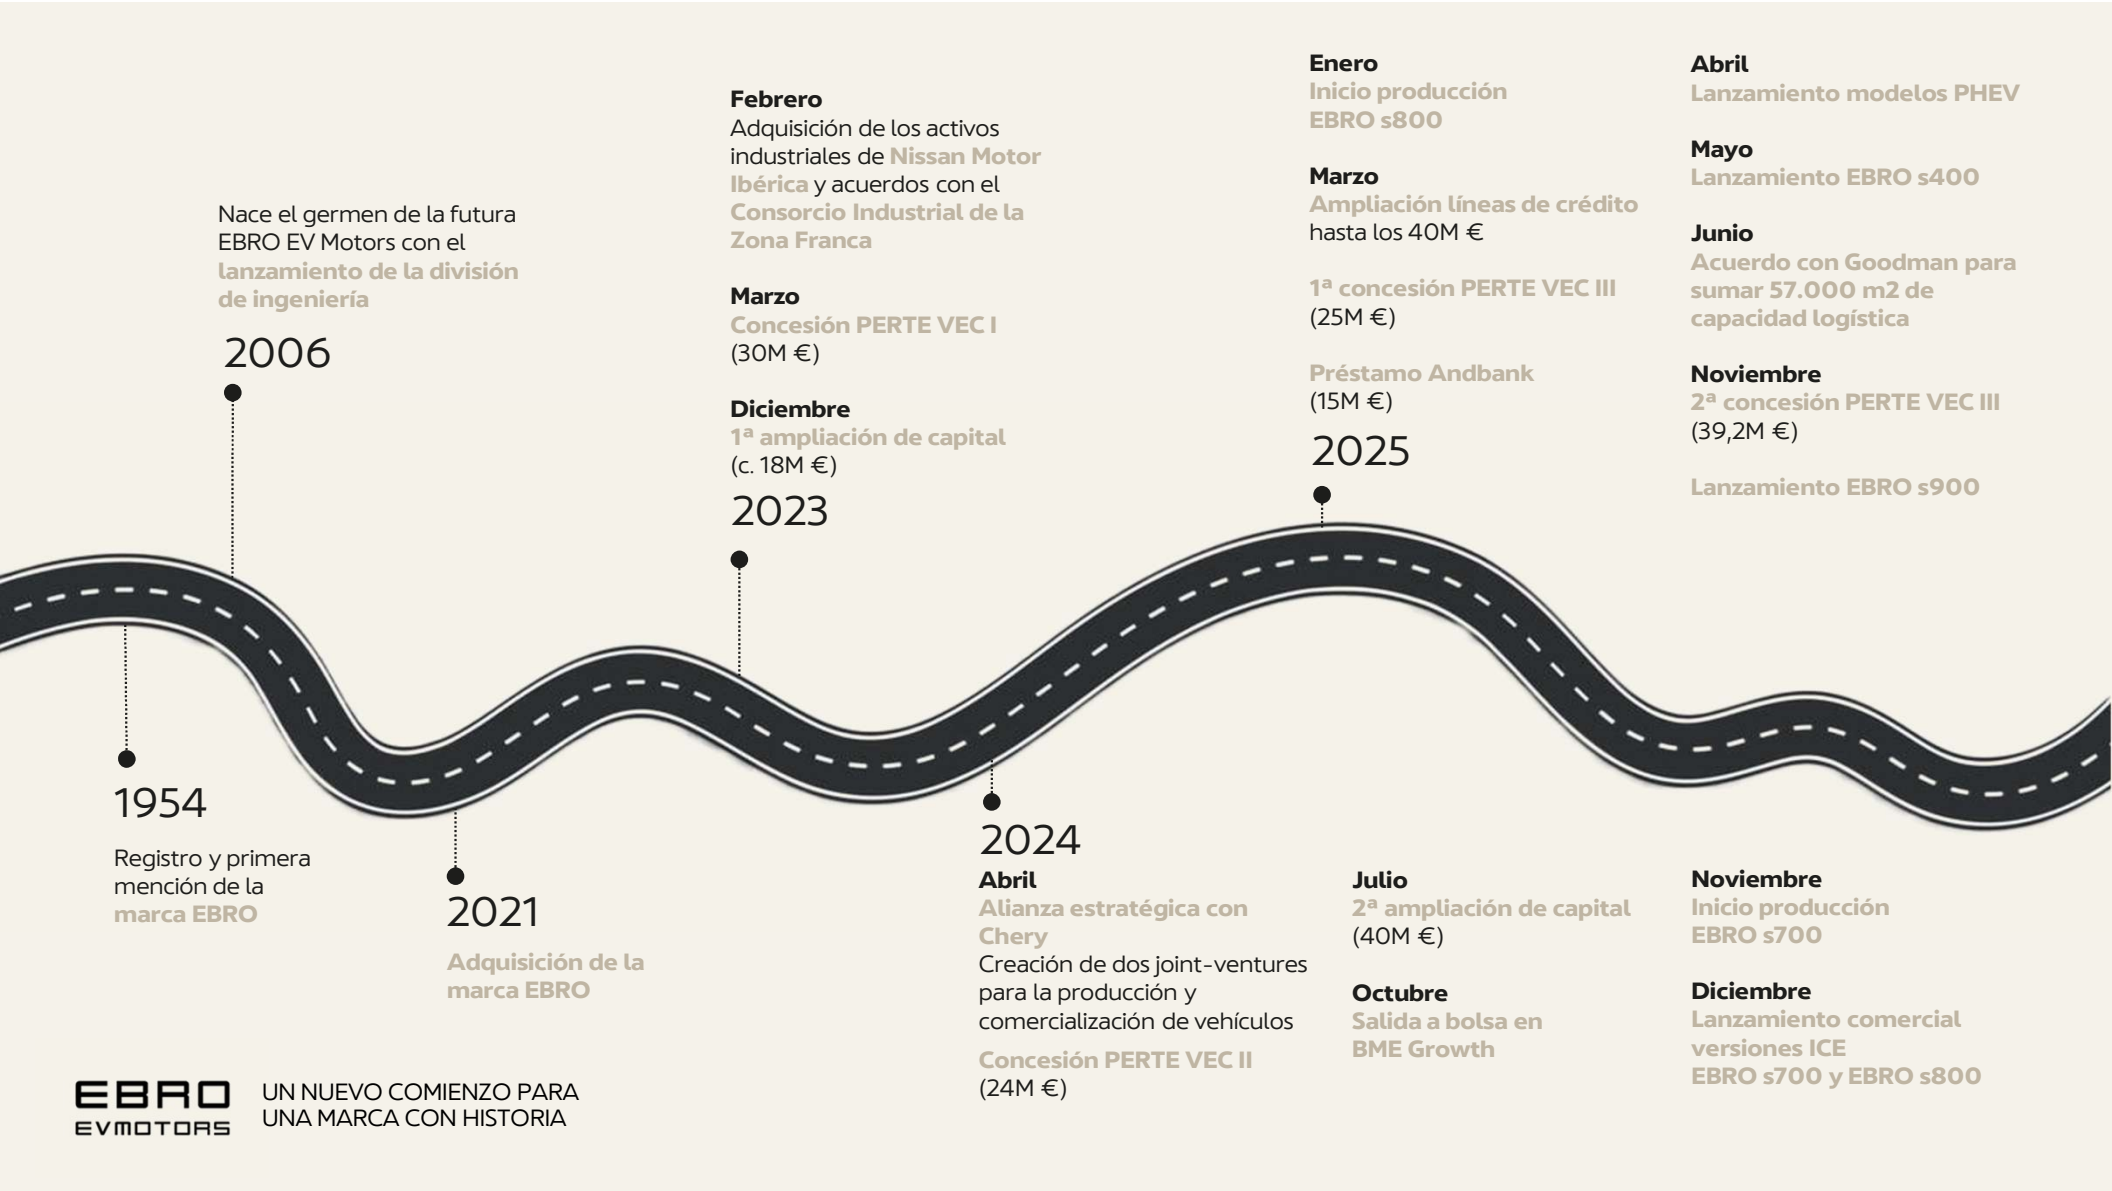 1954
Registro y primera
mención de la
marca EBRO
Nace el germen de la futura
EBRO EV Motors con el
lanzamiento de la división
de ingeniería
2006
2021
Adquisición de la
marca EBRO
Febrero
Adquisición de los activos
industriales de Nissan Motor
Ibérica y acuerdos con el
Consorcio Industrial de la
Zona Franca
Marzo
Concesión PERTE VEC I
(30M €)
Diciembre
1ª ampliación de capital
(c. 18M €)
2023
2024
Abril
Alianza estratégica con
Chery
Creación de dos joint-ventures
para la producción y
comercialización de vehículos
Concesión PERTE VEC II
(24M €)
Julio
2ª ampliación de capital
(40M €)
Octubre
Salida a bolsa en
BME Growth
Noviembre
Inicio producción
EBRO s700
Diciembre
Lanzamiento comercial
versiones ICE
EBRO s700 y EBRO s800
Enero
Inicio producción
EBRO s800
Marzo
Ampliación líneas de crédito
hasta los 40M €
1ª concesión PERTE VEC III
(25M €)
Préstamo Andbank
(15M €)
2025
Abril
Lanzamiento modelos PHEV
Mayo
Lanzamiento EBRO s400
Junio
Acuerdo con Goodman para
sumar 57.000 m2 de
capacidad logística
Noviembre
2ª concesión PERTE VEC III
(39,2M €)
Lanzamiento EBRO s900
EBRO
EVMOTORS
UN NUEVO COMIENZO PARA
UNA MARCA CON HISTORIA